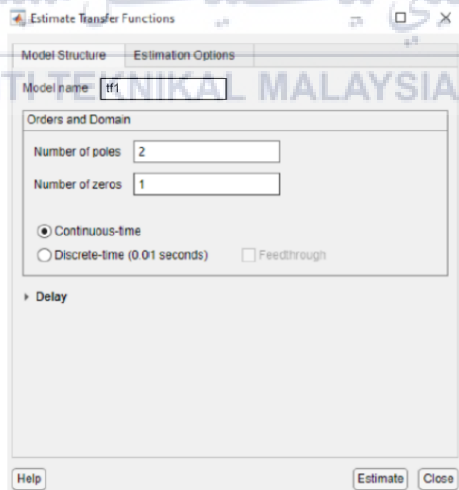 Estimate Transfer Functions
Model Structure Estimation Options
TI TEKNIKAL MALAYSIA
Model name tf1
Orders and Domain
Number of poles 2
Number of zeros 1
Continuous-time
Discrete-time (0.01 seconds) Feedthrough
Delay
Help Estimate Close